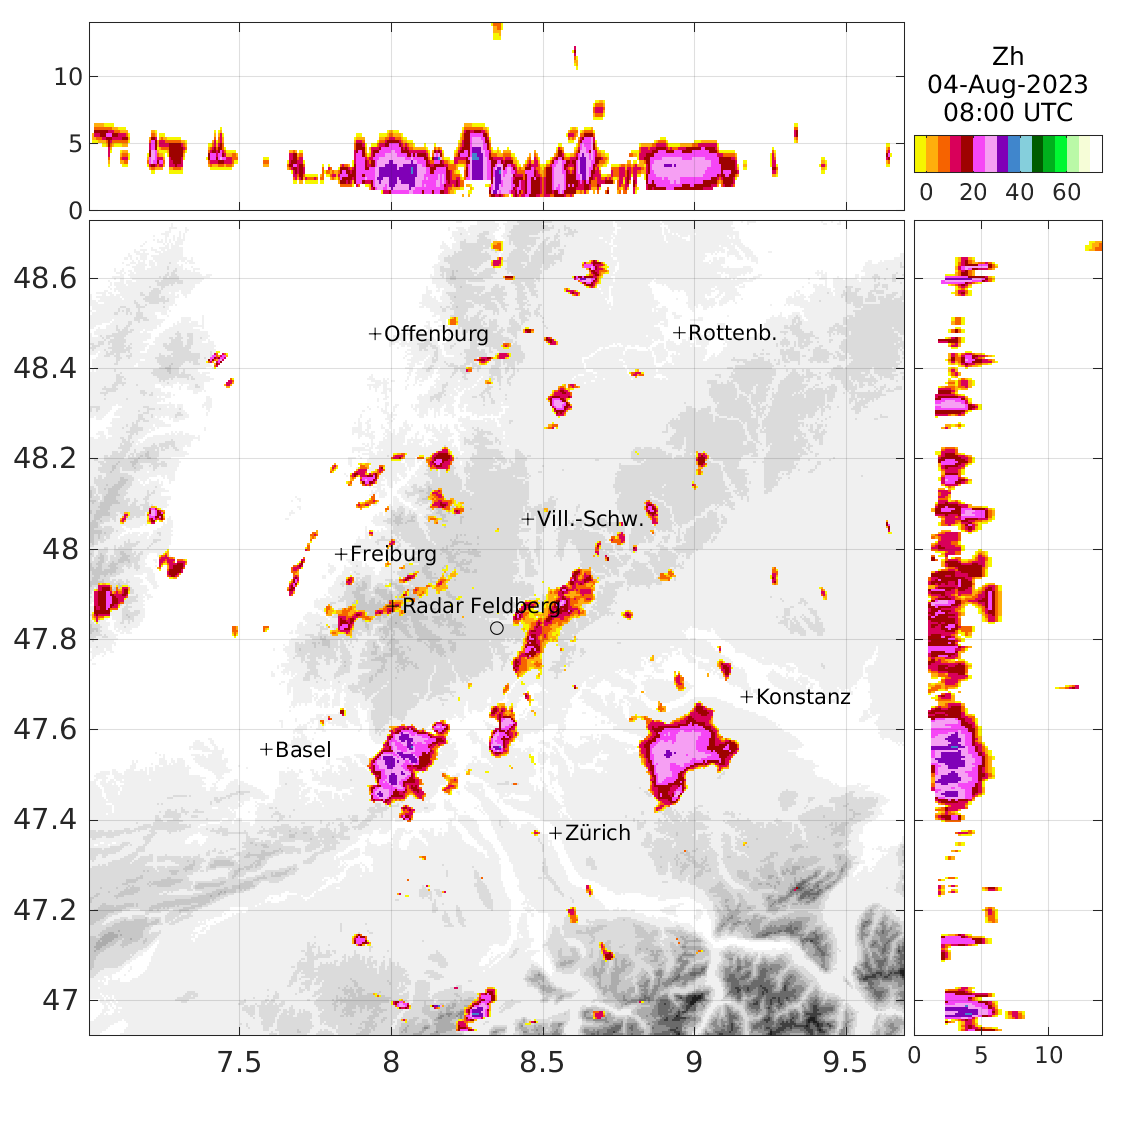 10
5
0
Zh
04-Aug-2023
08:00 UTC
0 20 40 60
48.6
48.4
48.2
48
47.8
47.6
47.4
47.2
47
+Offenburg
+Rottenb.
+Vill.-Schw.
+Freiburg
+Radar Feldberg
+Konstanz
+Basel
+Zürich
7.5 8 8.5 9 9.5
0 5 10